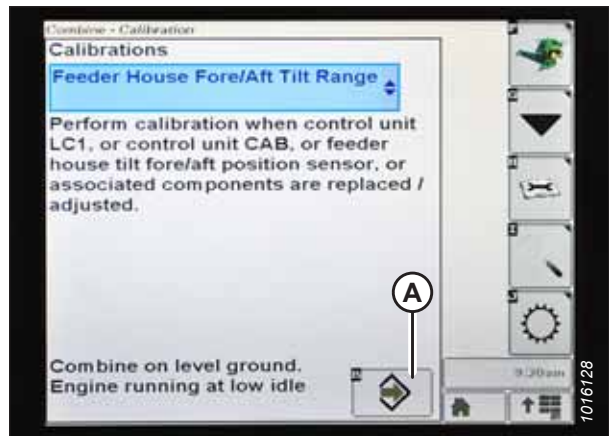 Combine - Calibration
Calibrations
Feeder House Fore/Aft Tilt Range
Perform calibration when control unit
LC1, or control unit CAB, or feeder
house tilt fore/aft position sensor, or
associated components are replaced /
adjusted.
A
Combine on level ground.
Engine running at low idle
9:30am
1016128